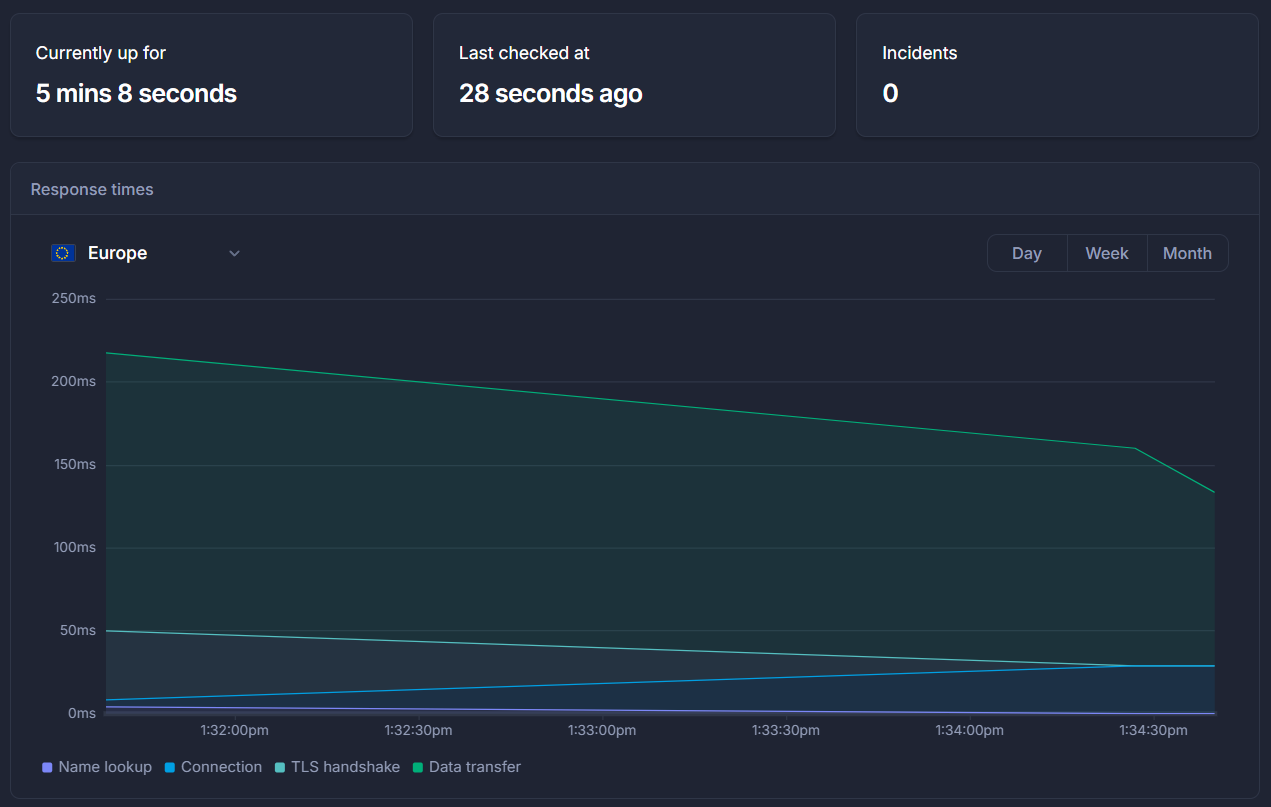 Currently up for
5 mins 8 seconds
Last checked at
28 seconds ago
Incidents
0
Response times
Europe
Day Week Month
250ms
200ms
150ms
100ms
50ms
0ms
1:32:00pm 1:32:30pm 1:33:00pm 1:33:30pm 1:34:00pm 1:34:30pm
Name lookup Connection TLS handshake Data transfer